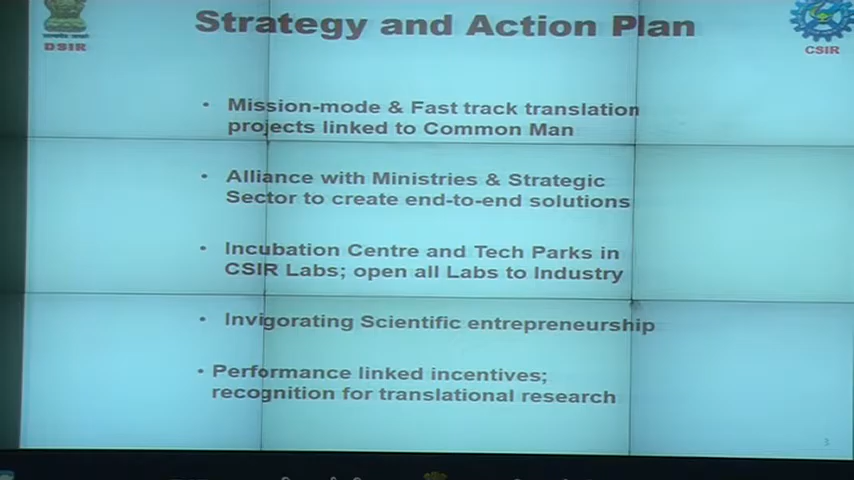 Strategy and Action Plan
DSIR
CSIR
• Mission-mode & Fast track translation
projects linked to Common Man
• Alliance with Ministries & Strategic
Sector to create end-to-end solutions
• Incubation Centre and Tech Parks in
CSIR Labs; open all Labs to Industry
• Invigorating Scientific entrepreneurship
• Performance linked incentives;
recognition for translational research
3